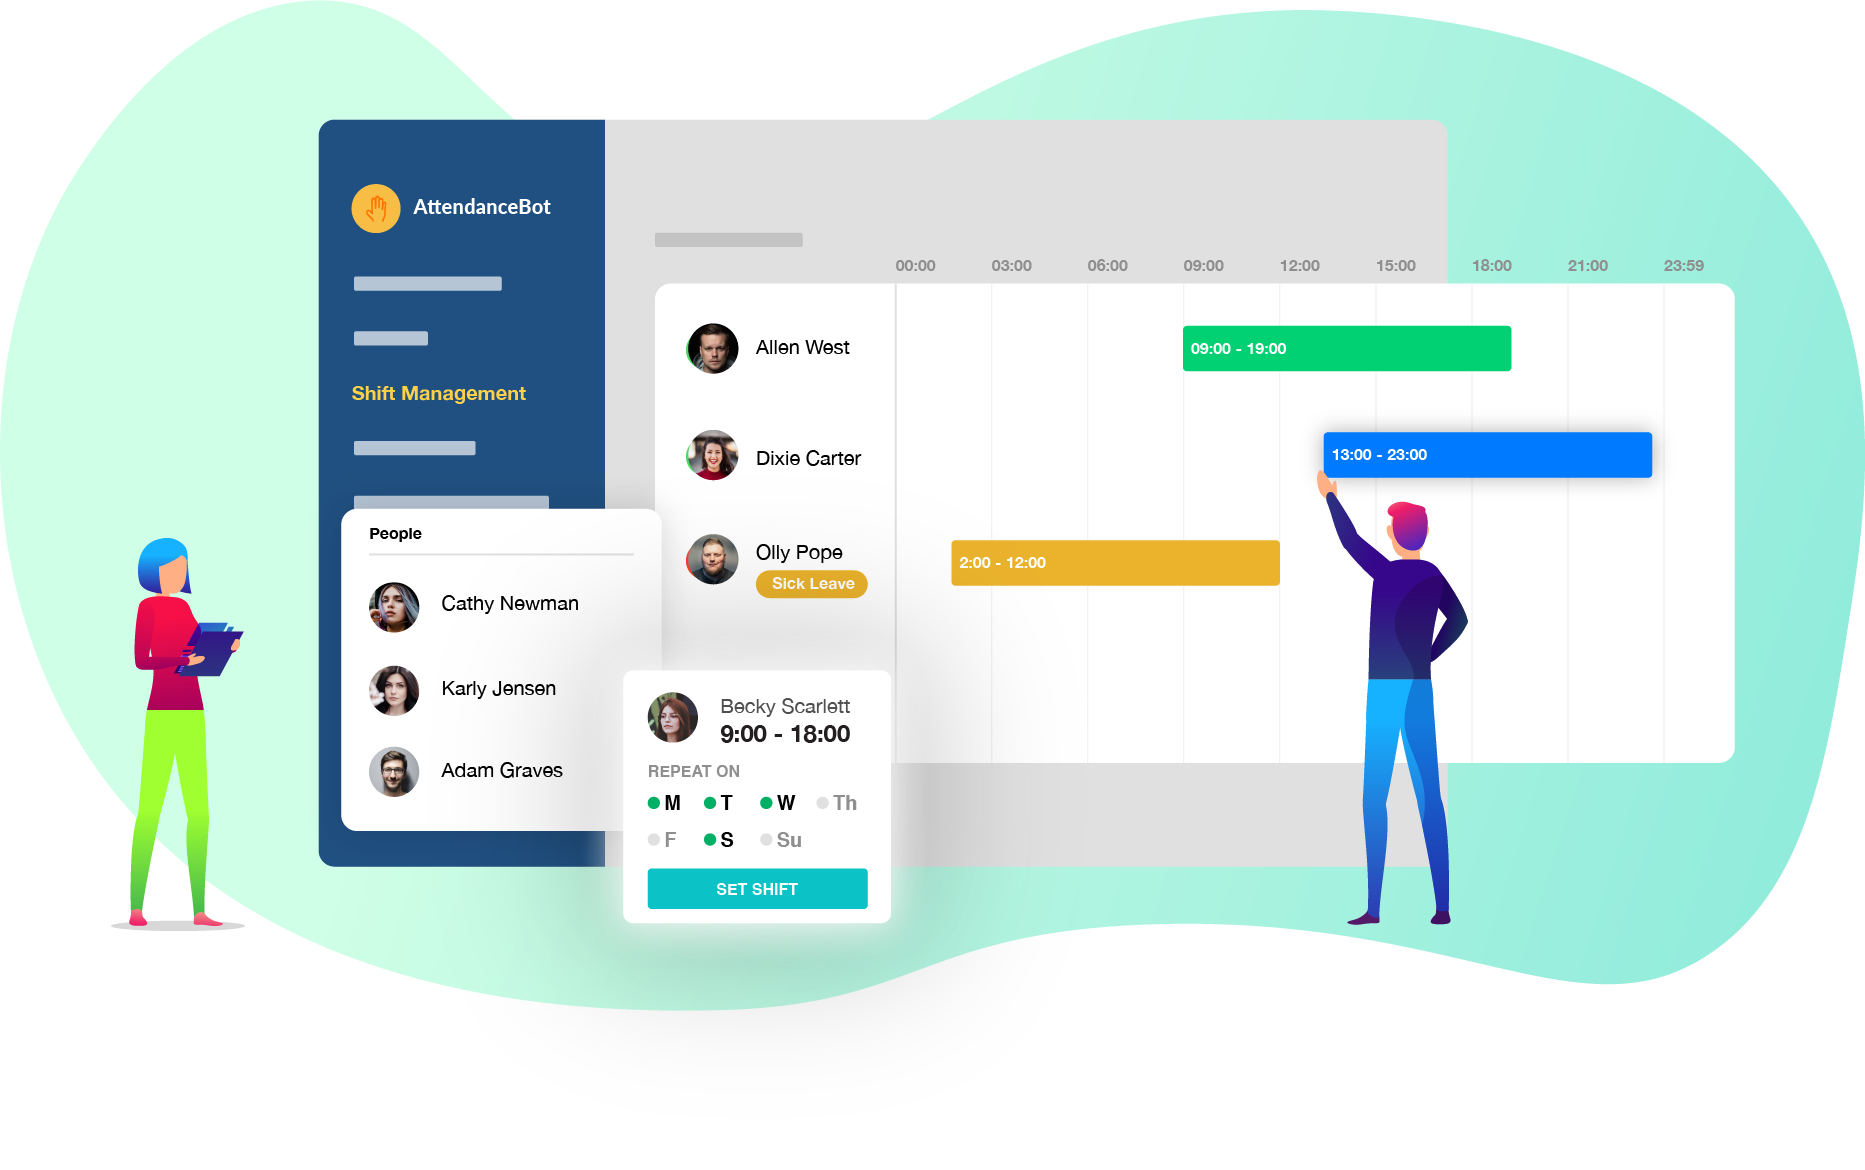 AttendanceBot
Shift Management
00:00 03:00 06:00 09:00 12:00 15:00 18:00 21:00 23:59
Allen West
09:00 - 19:00
Dixie Carter
13:00 - 23:00
Olly Pope
Sick Leave
2:00 - 12:00
People
Cathy Newman
Karly Jensen
Adam Graves
Becky Scarlett
9:00 - 18:00
REPEAT ON
M T W Th
F S Su
SET SHIFT